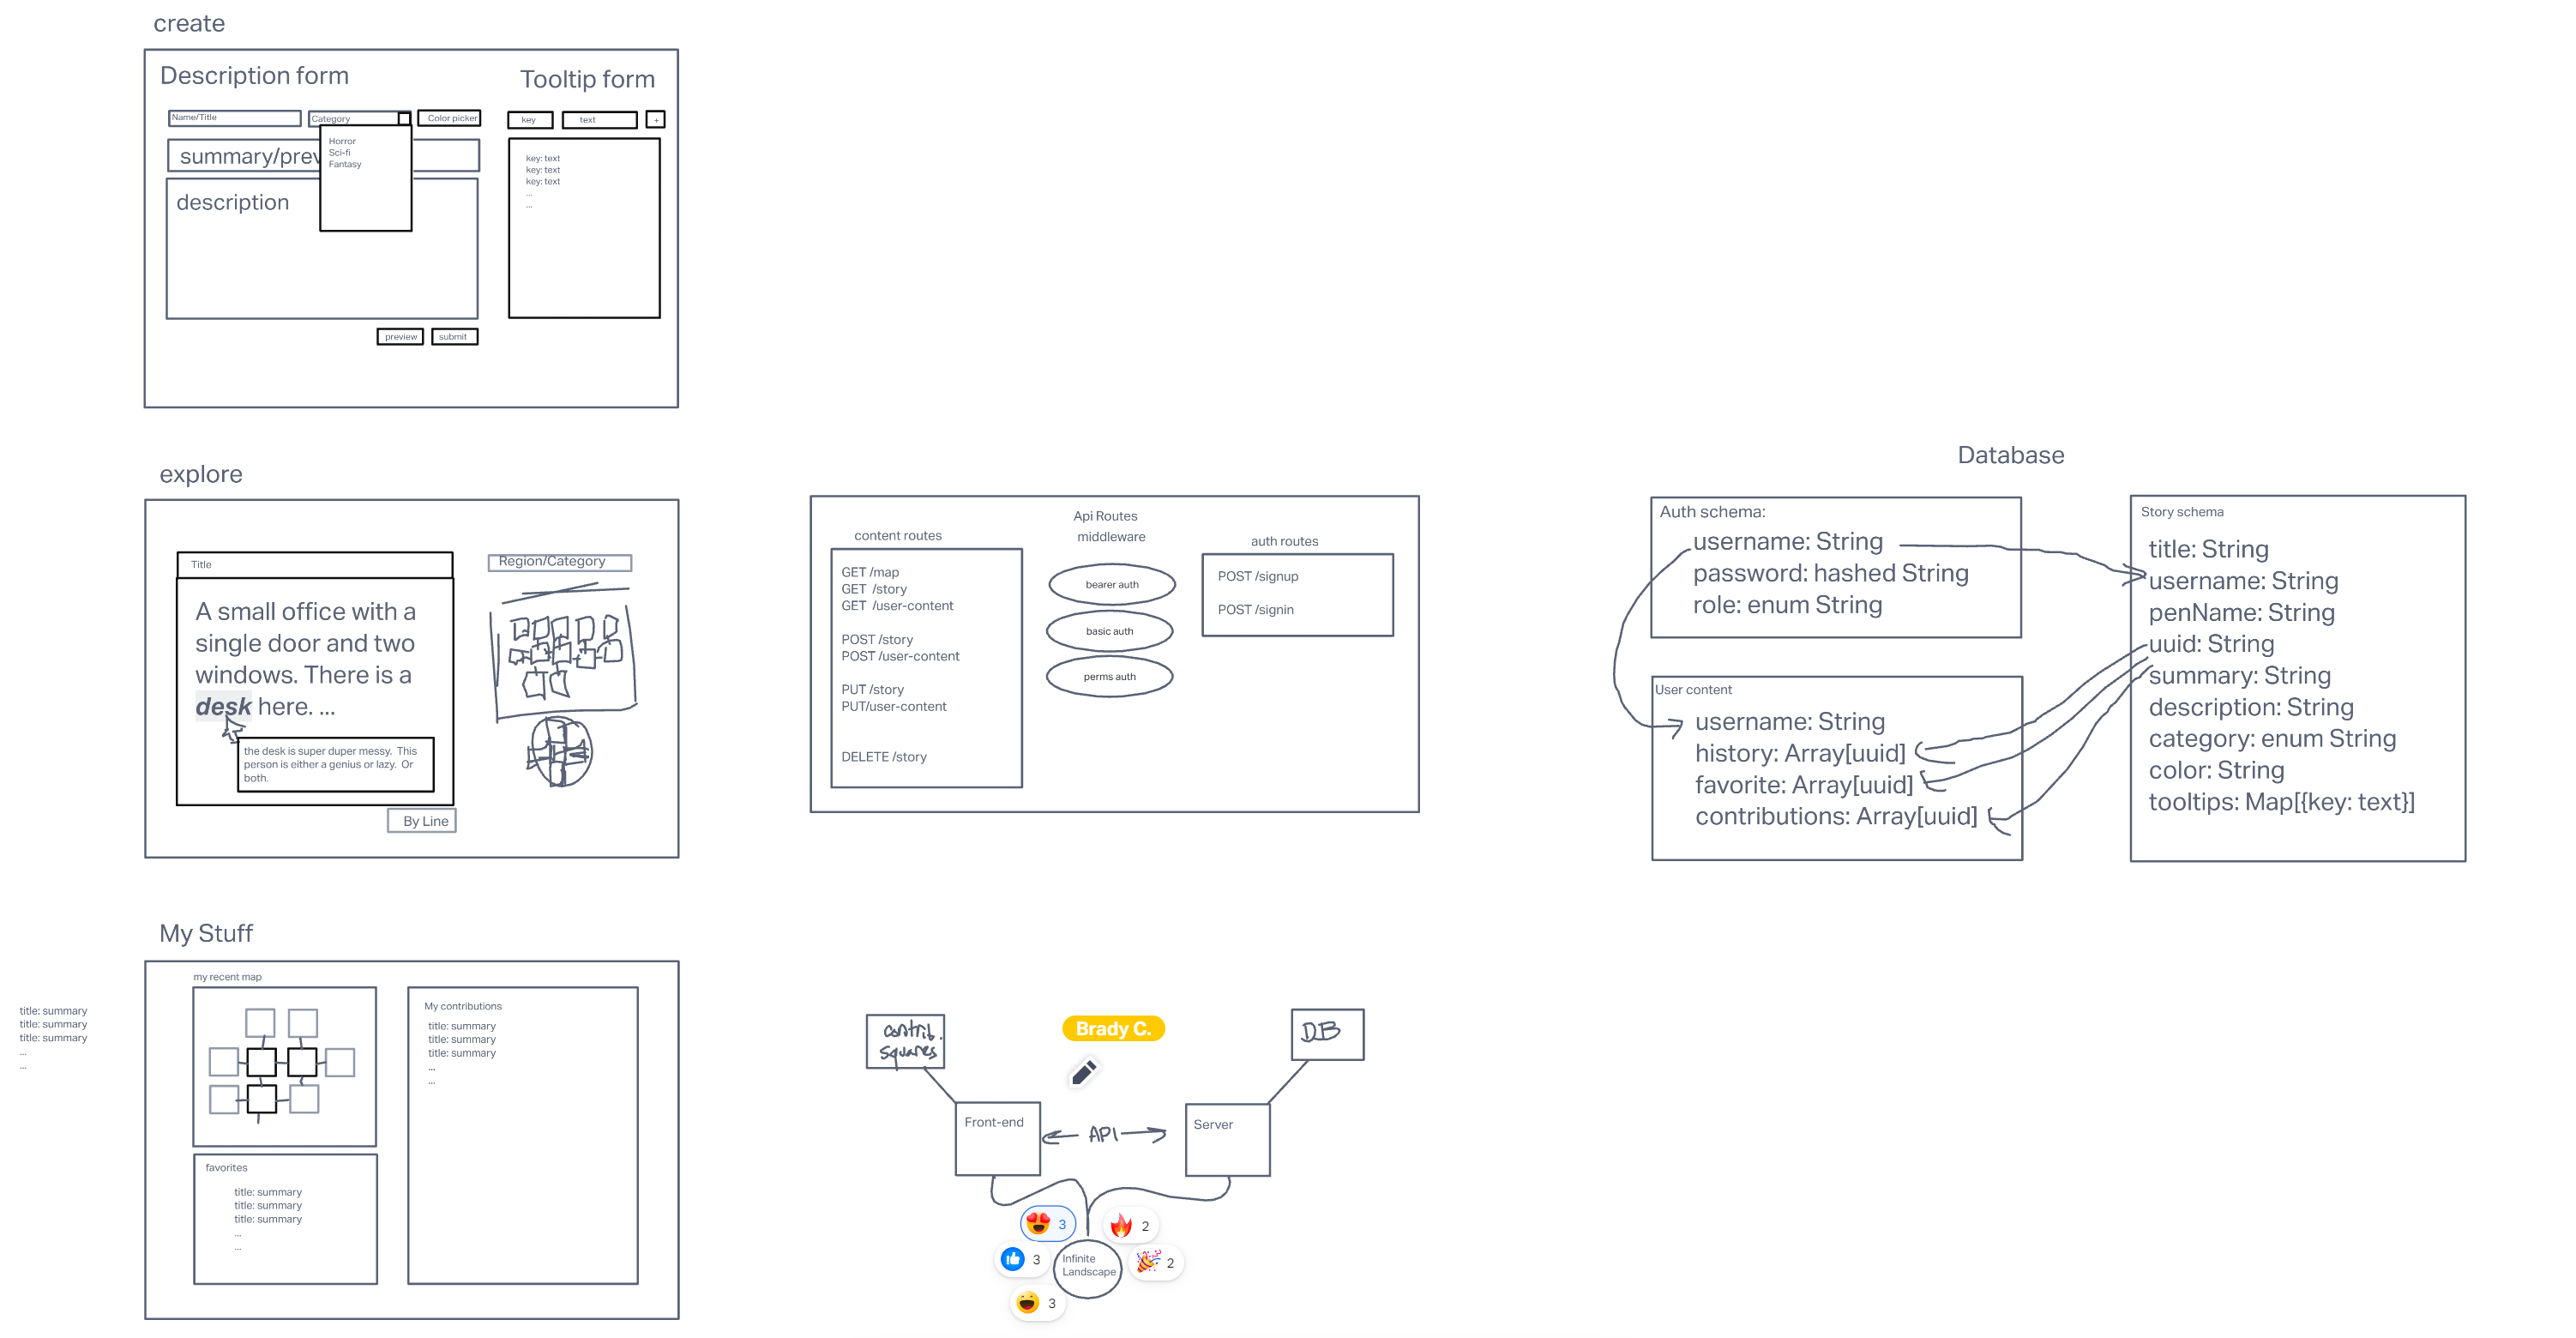 create
Description form
Tooltip form
Name/Title
Category
Color picker
key
text
+
summary/prev
Horror
Sci-fi
Fantasy
description
key: text
key: text
key: text
...
...
preview
submit
explore
Title
A small office with a
single door and two
windows. There is a
desk here. ...
the desk is super duper messy. This
person is either a genius or lazy. Or
both.
By Line
Region/Category
Api Routes
content routes
middleware
auth routes
GET /map
GET /story
GET /user-content
POST /story
POST /user-content
PUT /story
PUT/user-content
DELETE /story
bearer auth
basic auth
perms auth
POST /signup
POST /signin
Database
Auth schema:
username: String
password: hashed String
role: enum String
User content
username: String
history: Array[uuid]
favorite: Array[uuid]
contributions: Array[uuid]
Story schema
title: String
username: String
penName: String
uuid: String
summary: String
description: String
category: enum String
color: String
tooltips: Map[{key: text}]
My Stuff
title: summary
title: summary
title: summary
...
...
my recent map
favorites
title: summary
title: summary
title: summary
...
...
My contributions
title: summary
title: summary
title: summary
...
...
contrib.
squares
Brady C.
DB
Front-end
API
Server
3
2
3
Infinite
Landscape
2
3